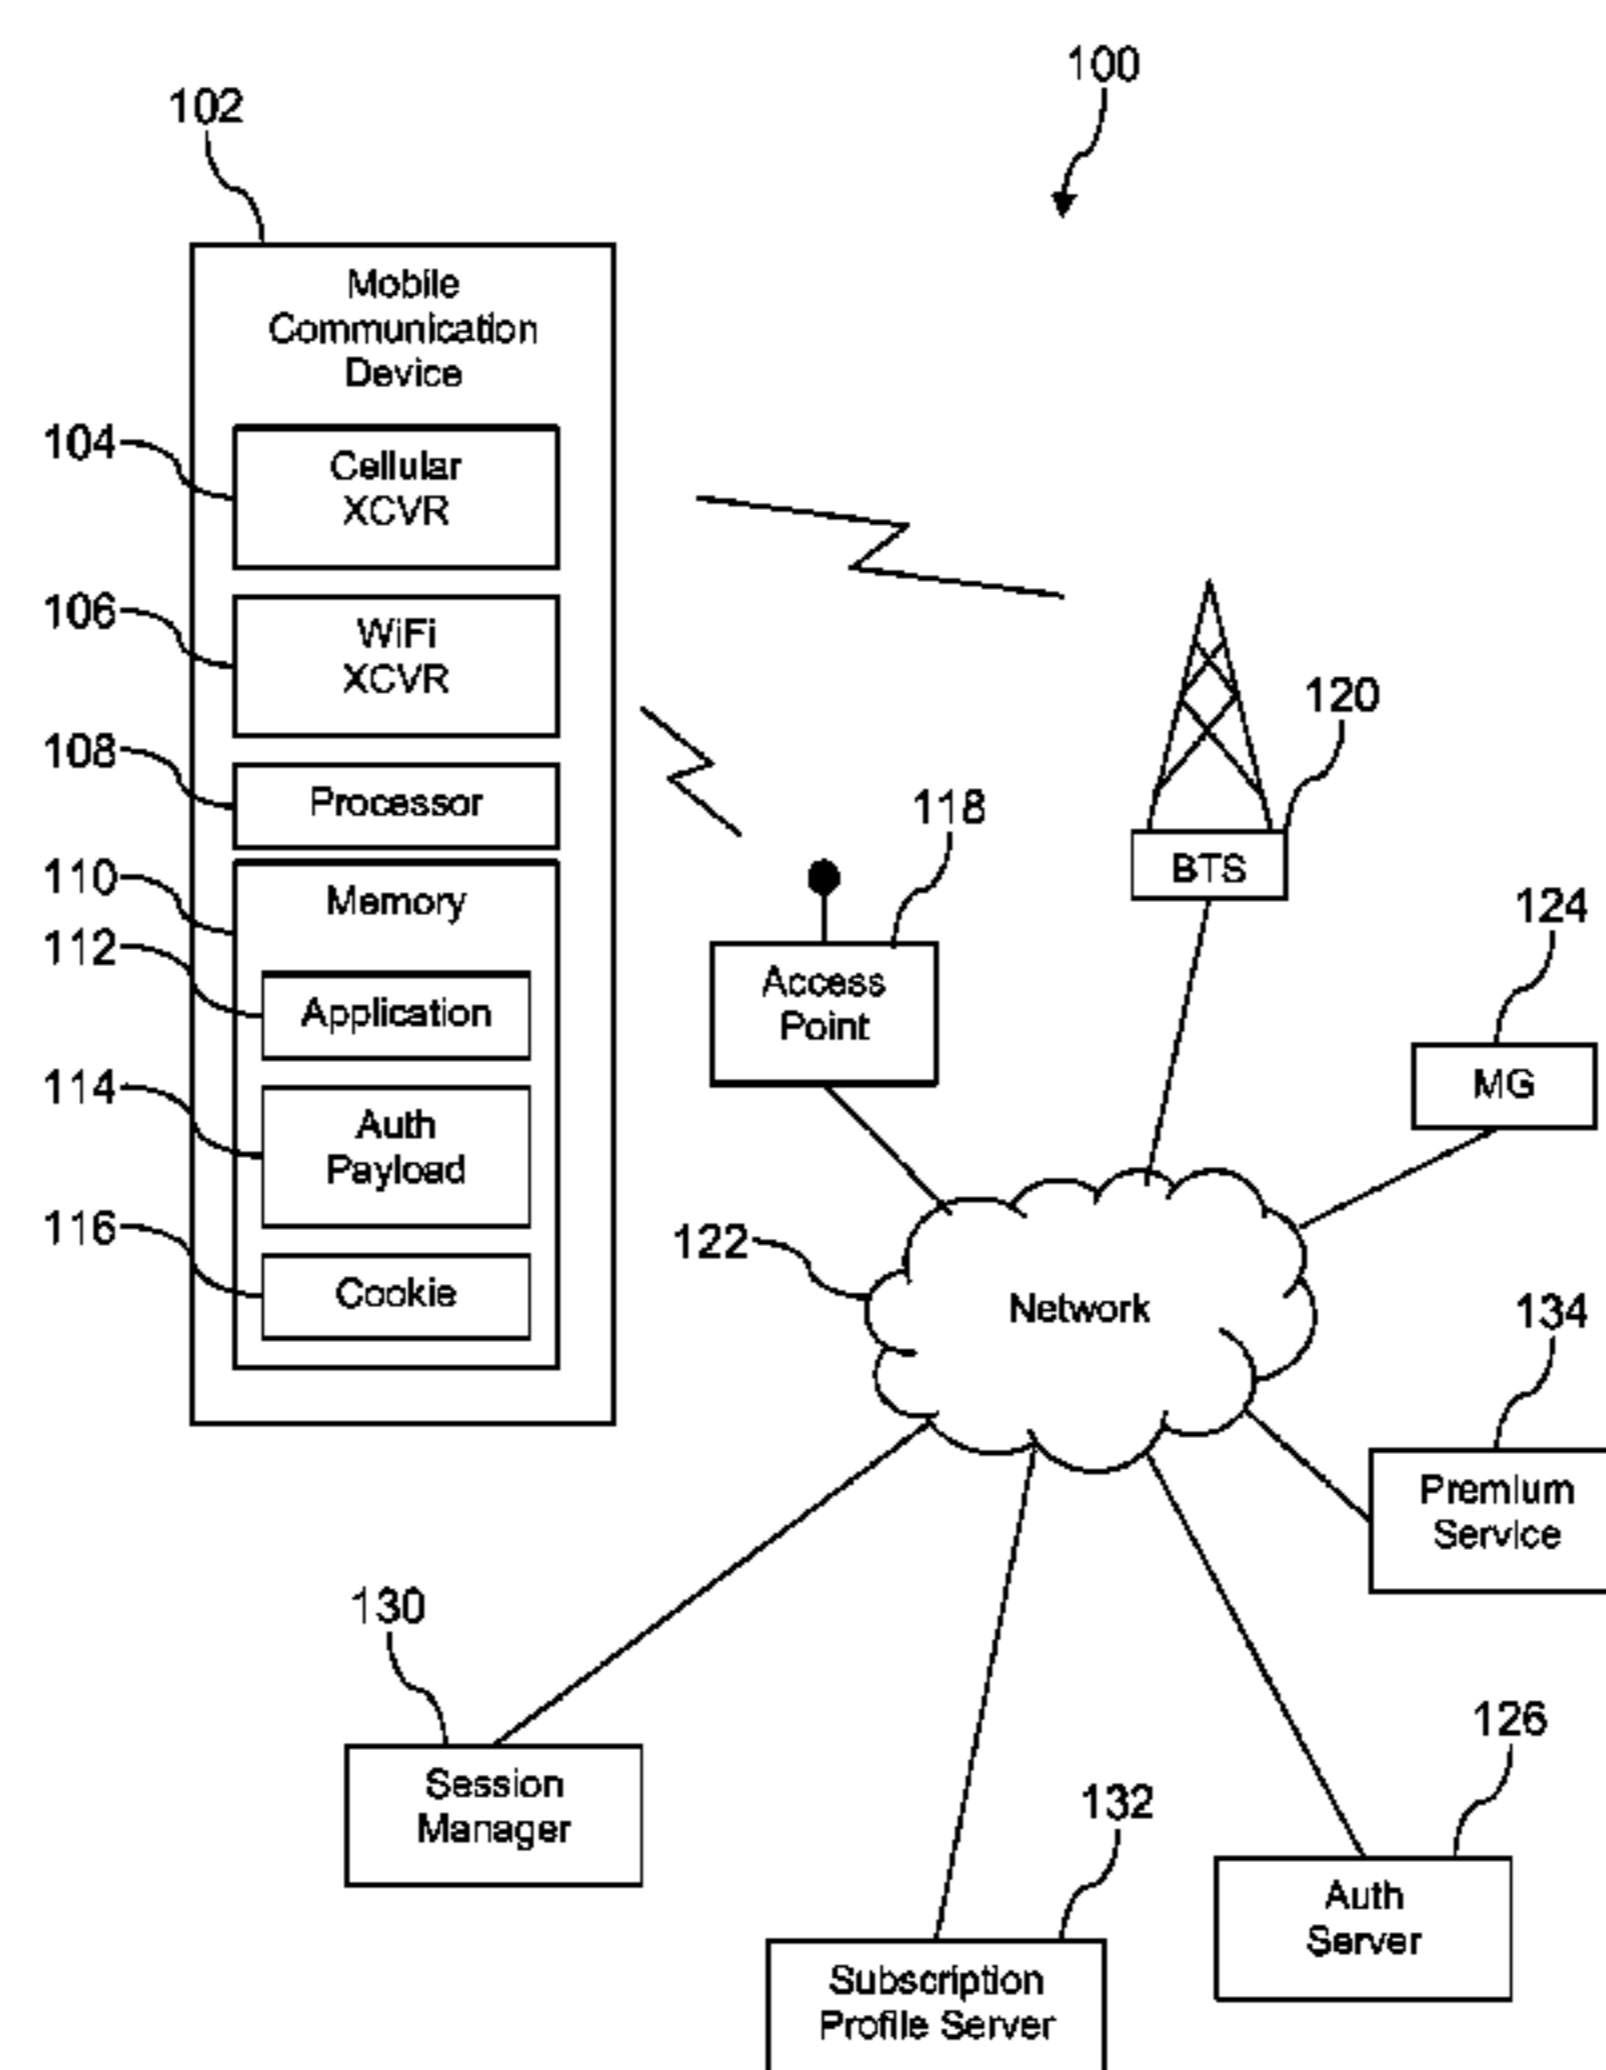 100
102
Mobile
Communication
Device
104
Cellular
XCVR
106
WiFi
XCVR
108
Processor
110
Memory
112
Application
114
Auth
Payload
116
Cookie
118
Access
Point
120
BTS
124
MG
122
Network
134
Premium
Service
130
Session
Manager
132
Subscription
Profile Server
126
Auth
Server